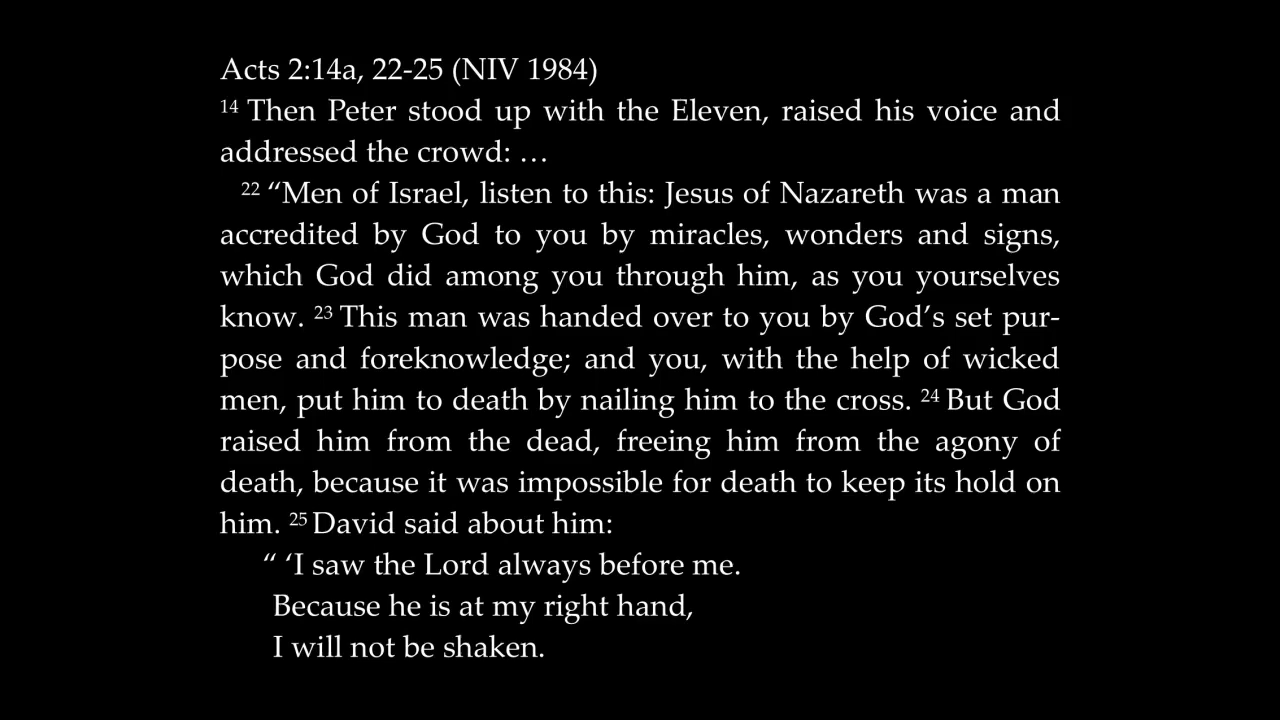 Acts 2:14a, 22-25 (NIV 1984)
14 Then Peter stood up with the Eleven, raised his voice and
addressed the crowd: …
22 “Men of Israel, listen to this: Jesus of Nazareth was a man
accredited by God to you by miracles, wonders and signs,
which God did among you through him, as you yourselves
know. 23 This man was handed over to you by God’s set pur-
pose and foreknowledge; and you, with the help of wicked
men, put him to death by nailing him to the cross. 24 But God
raised him from the dead, freeing him from the agony of
death, because it was impossible for death to keep its hold on
him. 25 David said about him:
“ ‘I saw the Lord always before me.
Because he is at my right hand,
I will not be shaken.